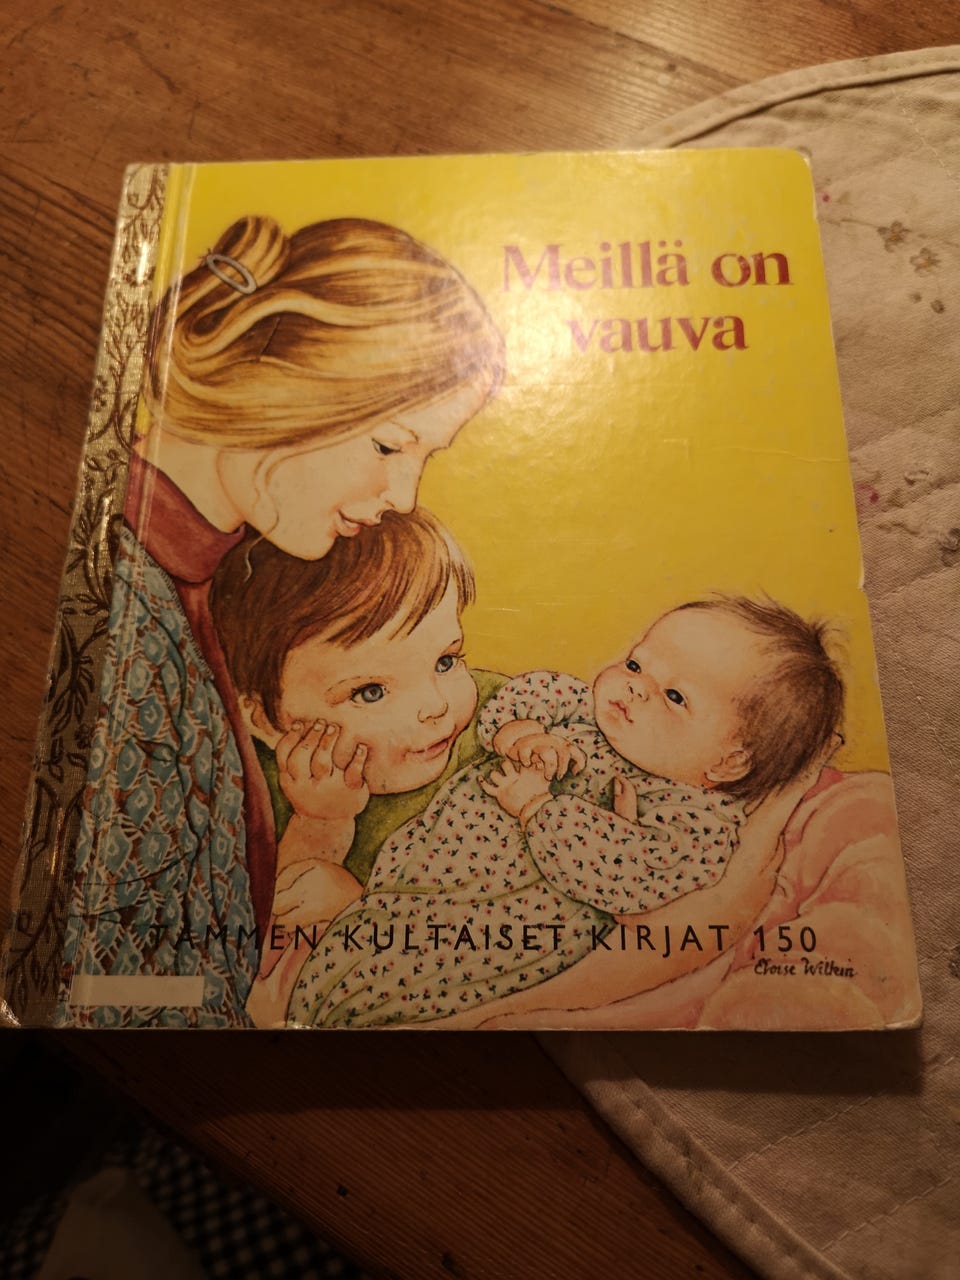 Meillä on
vauva
TAMMEN KULTAISET KIRJAT 150
Eloise Wilkin